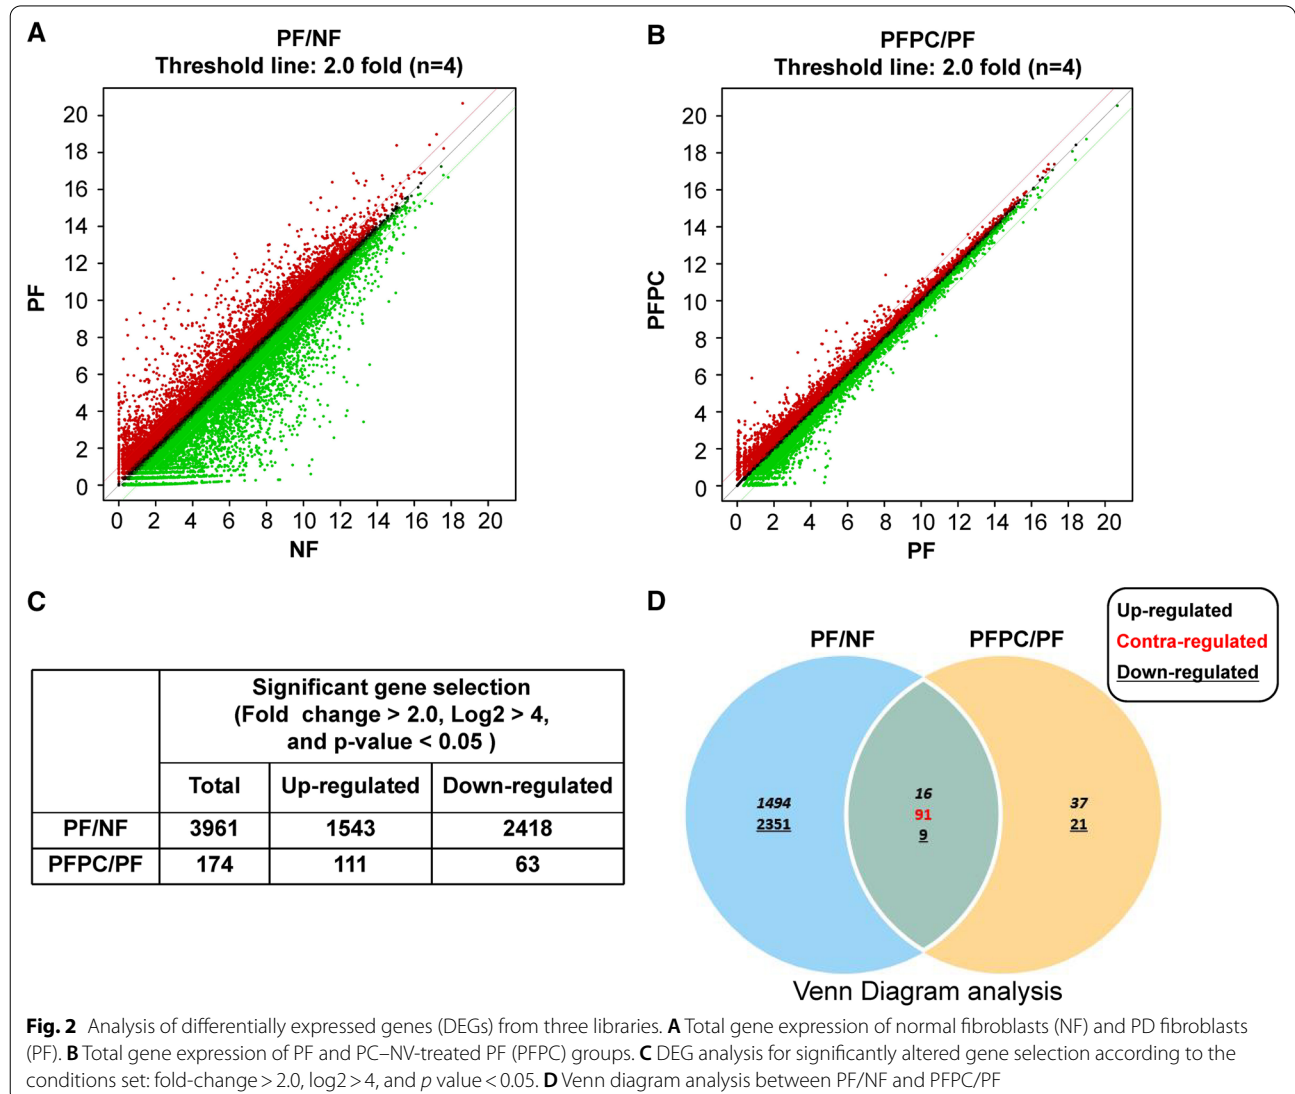 A
PF/NF
Threshold line: 2.0 fold (n=4)
20
18
16
14
12
10
8
6
4
2
0
PF
0 2 4 6 8 10 12 14 16 18 20
NF
B
PFPC/PF
Threshold line: 2.0 fold (n=4)
20
18
16
14
12
10
8
6
4
2
0
PFPC
0 2 4 6 8 10 12 14 16 18 20
PF
C
Significant gene selection
(Fold change > 2.0, Log2 > 4,
and p-value < 0.05 )
Total Up-regulated Down-regulated
PF/NF 3961 1543 2418
PFPC/PF 174 111 63
D
Up-regulated
Contra-regulated
Down-regulated
PF/NF PFPC/PF
1494
2351
16
91
9
37
21
Venn Diagram analysis
Fig. 2 Analysis of differentially expressed genes (DEGs) from three libraries. A Total gene expression of normal fibroblasts (NF) and PD fibroblasts
(PF). B Total gene expression of PF and PC–NV-treated PF (PFPC) groups. C DEG analysis for significantly altered gene selection according to the
conditions set: fold-change > 2.0, log2 > 4, and p value < 0.05. D Venn diagram analysis between PF/NF and PFPC/PF